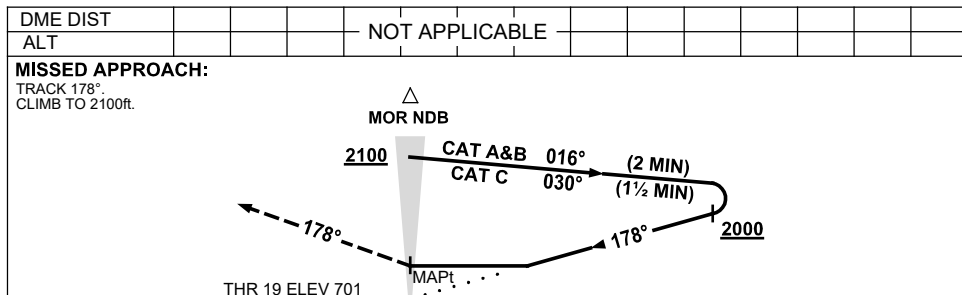 DME DIST
ALT
NOT APPLICABLE
MISSED APPROACH:
TRACK 178°.
CLIMB TO 2100ft.
MOR NDB
2100
CAT A&B 016° (2 MIN)
CAT C 030° (1½ MIN)
178°
178°
2000
MAPt
THR 19 ELEV 701